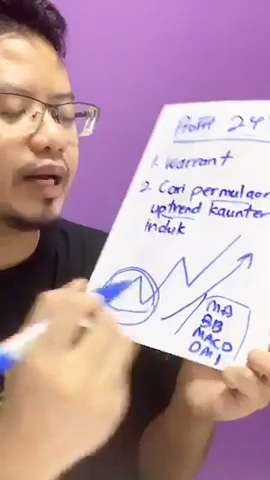 Profit 24
1. Warrant
2. Cari permulaan
uptrend kaunter
Induk
MA
BB
MACD
DMI